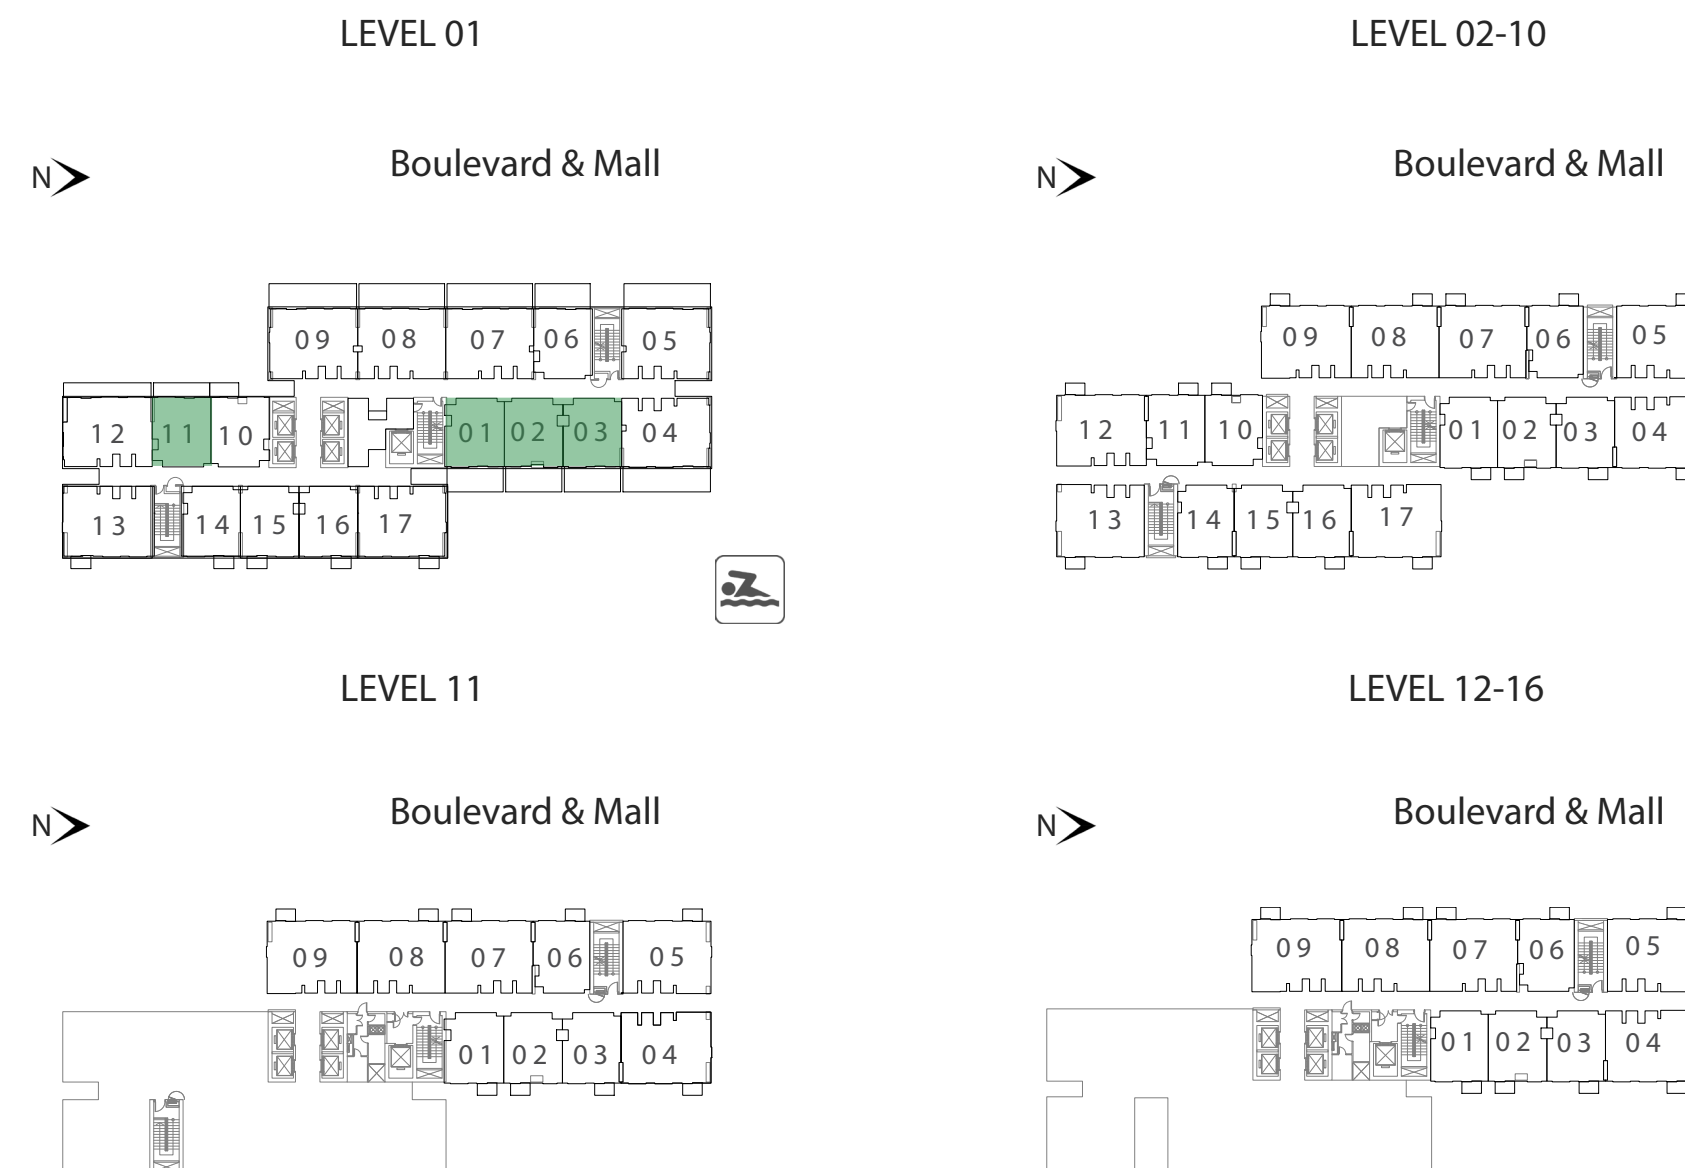 LEVEL 01
LEVEL 02-10
N
Boulevard & Mall
N
Boulevard & Mall
09 08 07 06 05
12 11 10 01 02 03 04
13 14 15 16 17
09 08 07 06 05
12 11 10 01 02 03 04
13 14 15 16 17
LEVEL 11
LEVEL 12-16
N
Boulevard & Mall
N
Boulevard & Mall
09 08 07 06 05
01 02 03 04
09 08 07 06 05
01 02 03 04